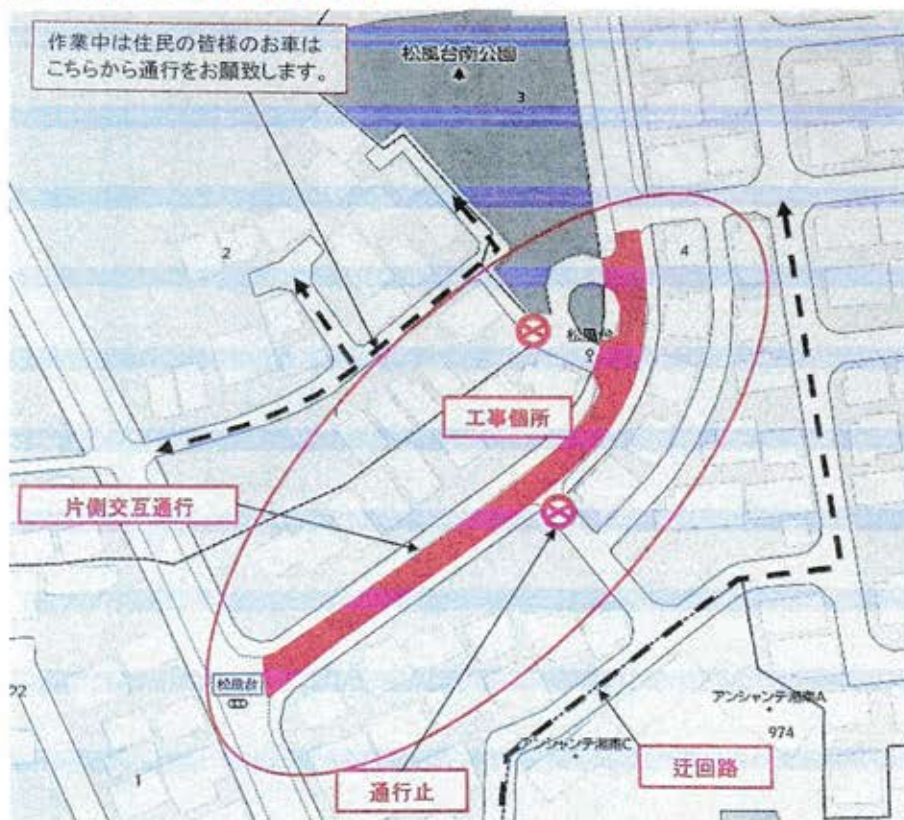 作業中は住民の皆様のお車は
こちらから通行をお願致します。
松風台南公園
3
2
4
松風台
工事個所
片側交互通行
松風台
アンシャンテ湘南A
974
アンシャンテ湘南C
迂回路
通行止
1